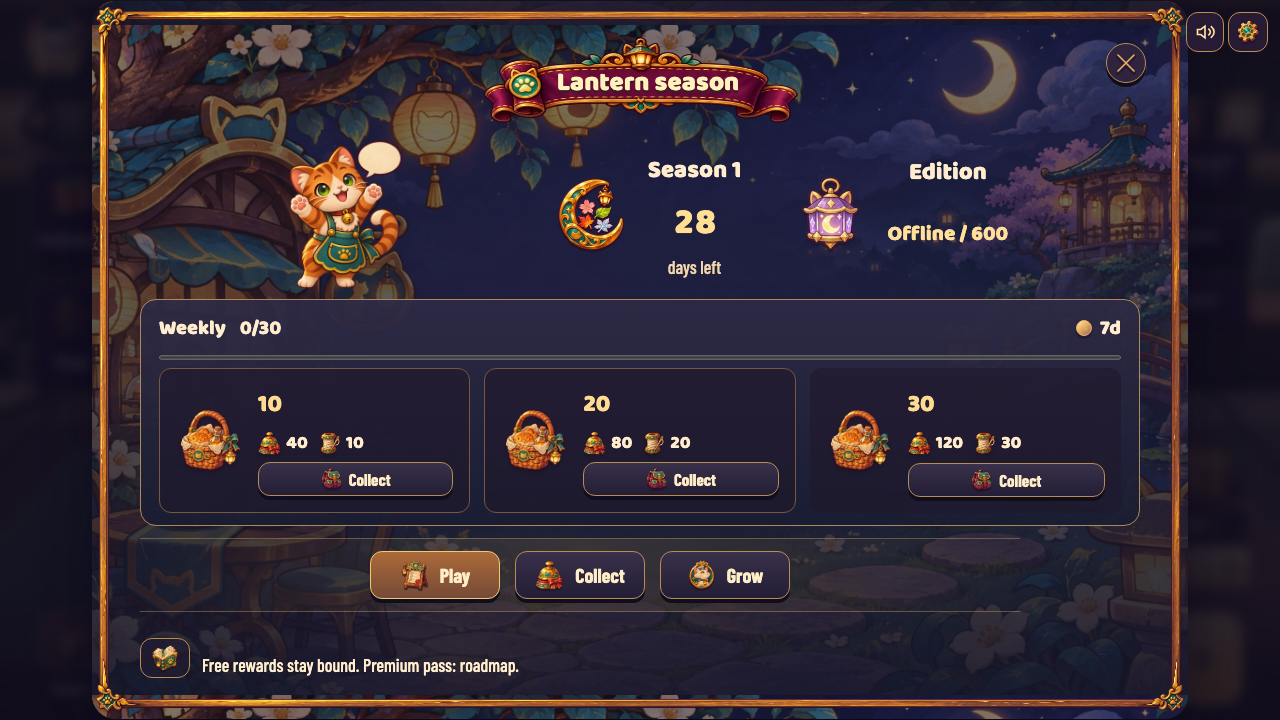 Lantern season
Season 1
28
days left
Edition
Offline / 600
Weekly 0/30
7d
10
40 10
Collect
20
80 20
Collect
30
120 30
Collect
Play
Collect
Grow
Free rewards stay bound. Premium pass: roadmap.